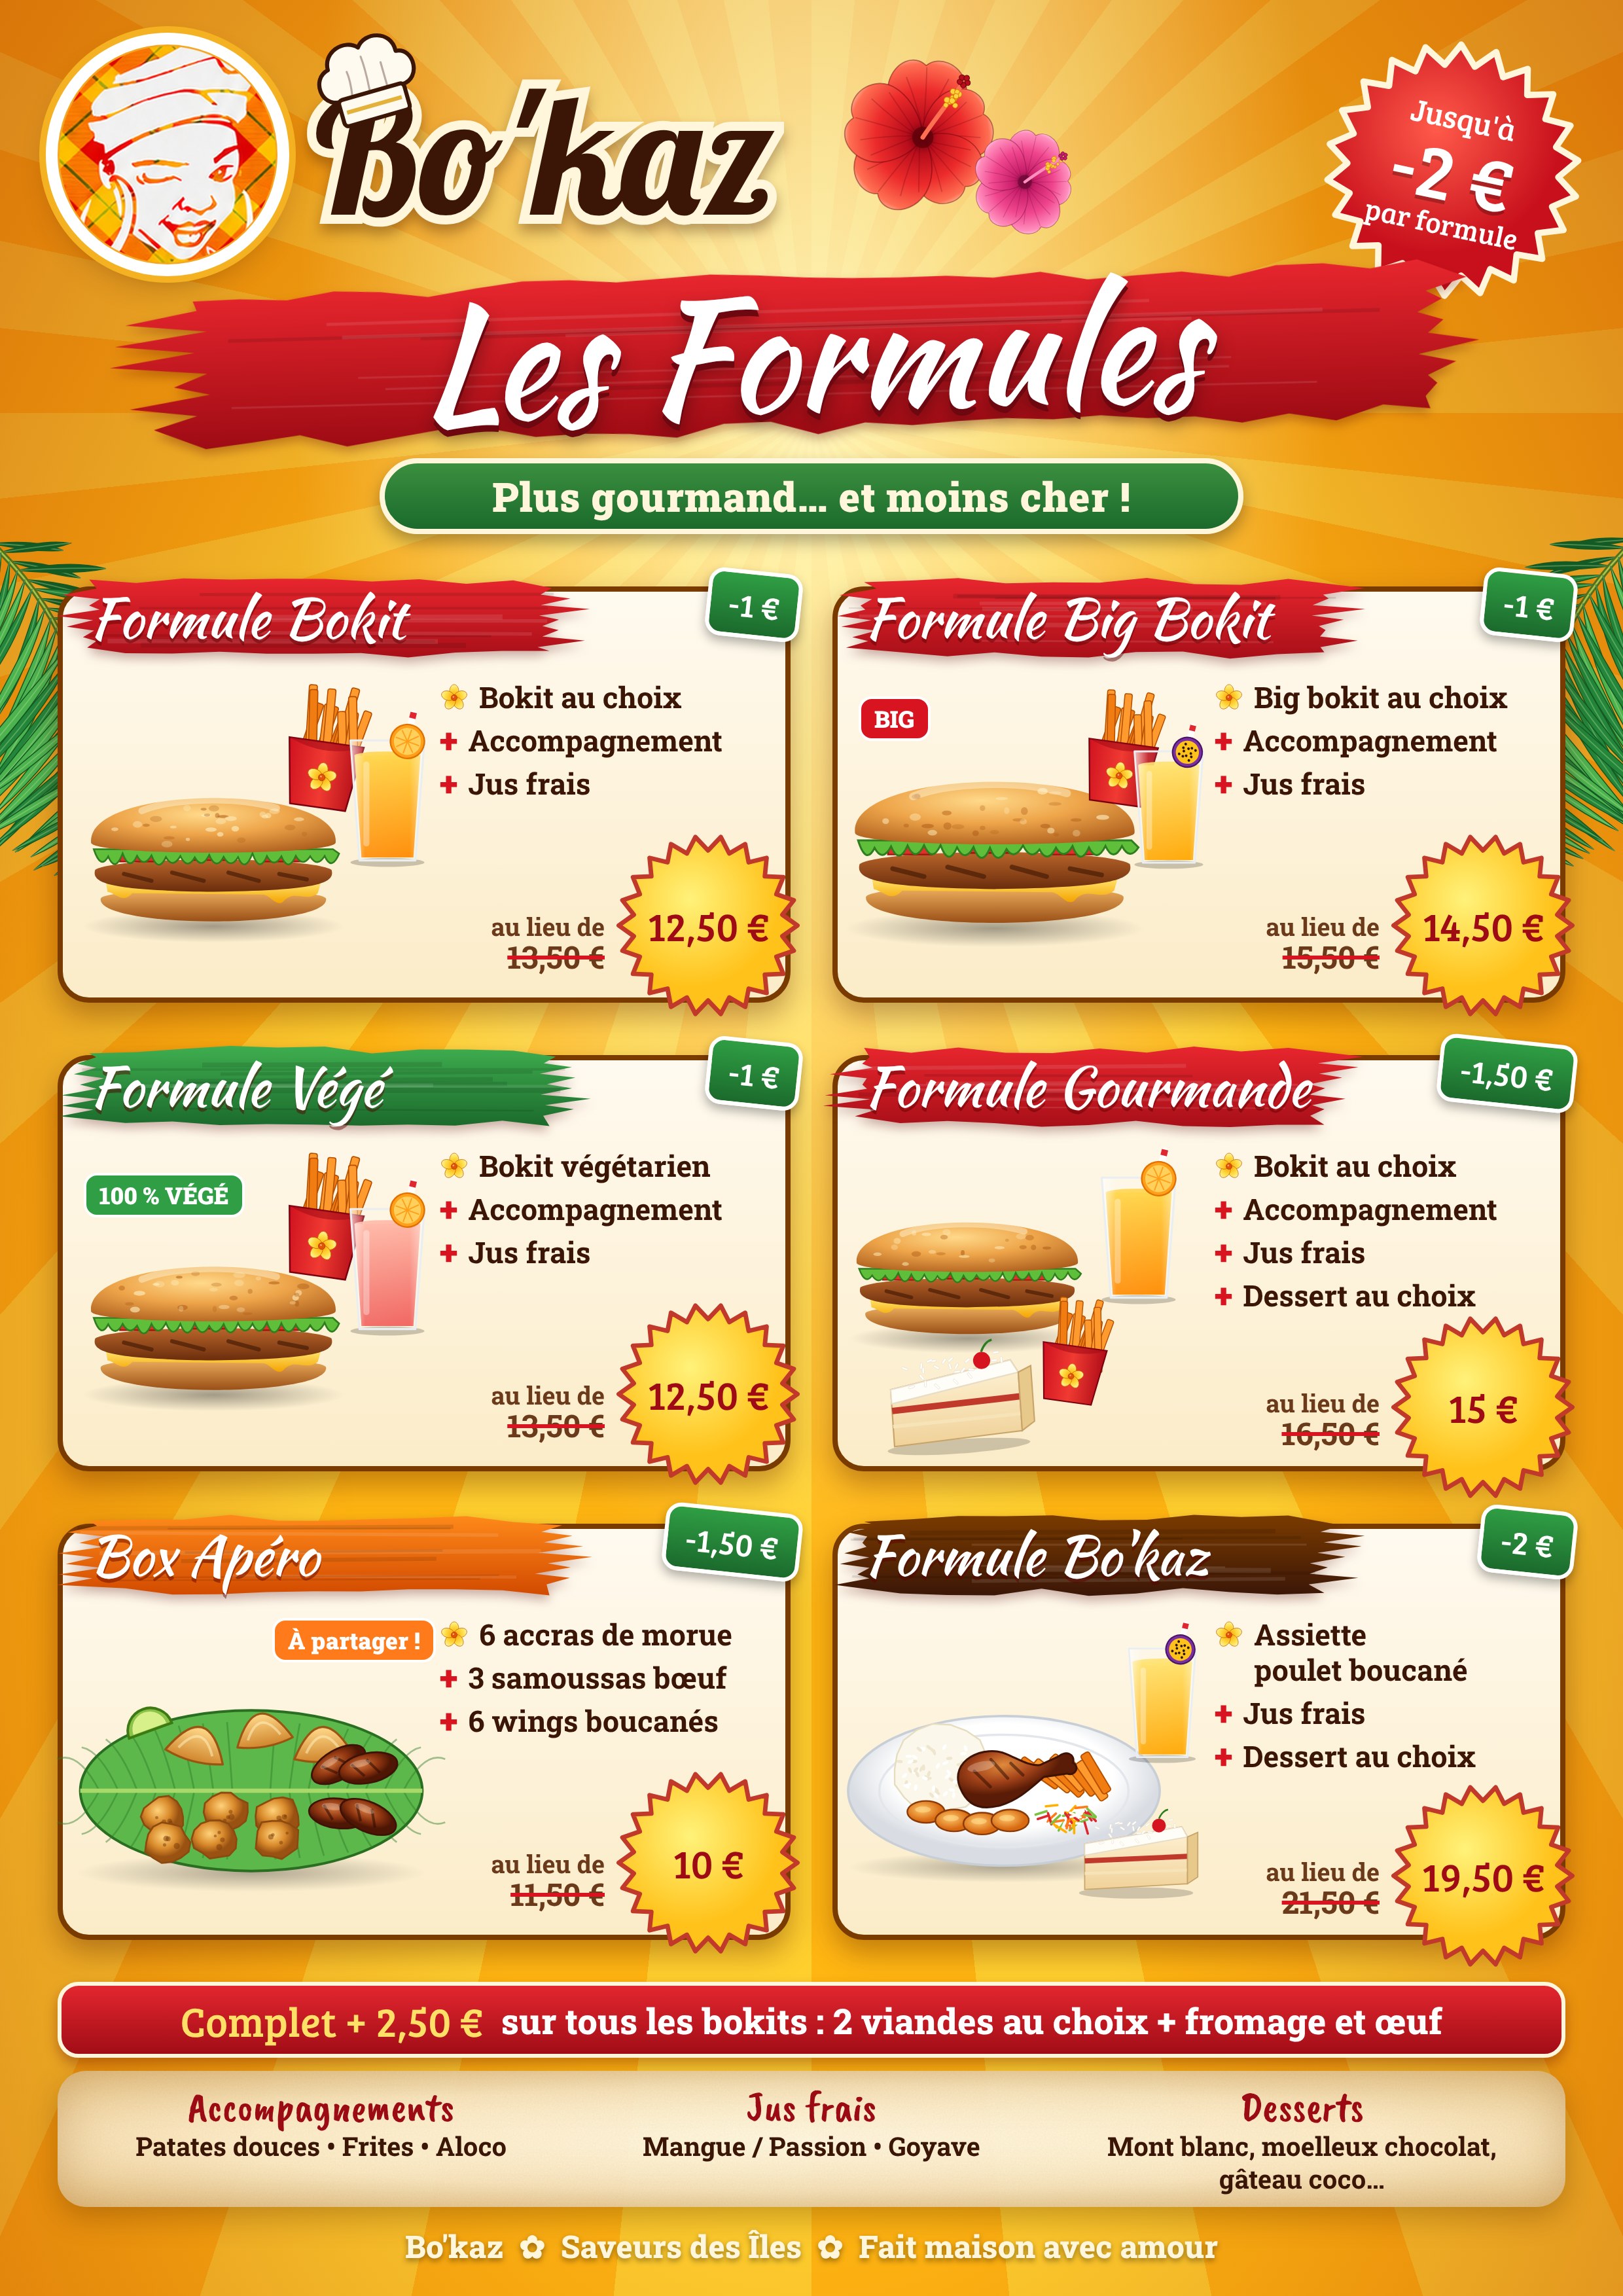 Bo'kaz
Jusqu'à
-2 €
par formule
Les Formules
Plus gourmand... et moins cher !
Formule Bokit
-1 €
Bokit au choix
+ Accompagnement
+ Jus frais
au lieu de
13,50 €
12,50 €
Formule Big Bokit
-1 €
BIG
Big bokit au choix
+ Accompagnement
+ Jus frais
au lieu de
15,50 €
14,50 €
Formule Végé
-1 €
100 % VÉGÉ
Bokit végétarien
+ Accompagnement
+ Jus frais
au lieu de
13,50 €
12,50 €
Formule Gourmande
-1,50 €
Bokit au choix
+ Accompagnement
+ Jus frais
+ Dessert au choix
au lieu de
16,50 €
15 €
Box Apéro
-1,50 €
À partager !
6 accras de morue
+ 3 samoussas bœuf
+ 6 wings boucanés
au lieu de
11,50 €
10 €
Formule Bo'kaz
-2 €
Assiette
poulet boucané
+ Jus frais
+ Dessert au choix
au lieu de
21,50 €
19,50 €
Complet + 2,50 € sur tous les bokits : 2 viandes au choix + fromage et œuf
Accompagnements
Patates douces • Frites • Aloco
Jus frais
Mangue / Passion • Goyave
Desserts
Mont blanc, moelleux chocolat,
gâteau coco...
Bo'kaz ✿ Saveurs des Îles ✿ Fait maison avec amour